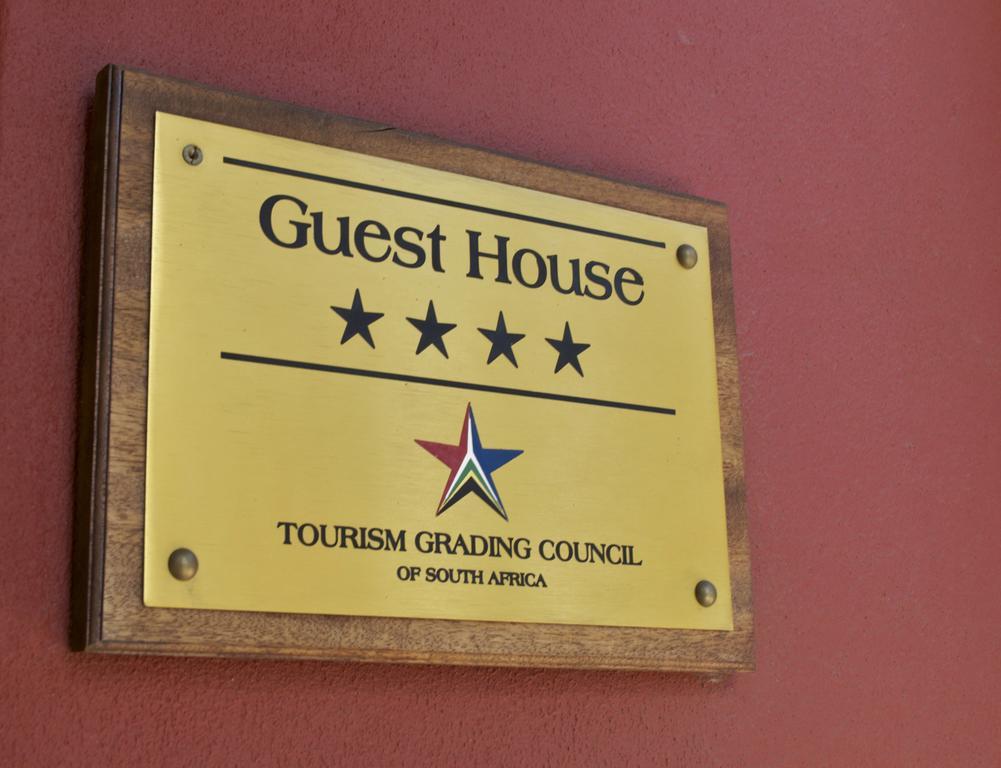 Guest House
★★★★
TOURISM GRADING COUNCIL
OF SOUTH AFRICA